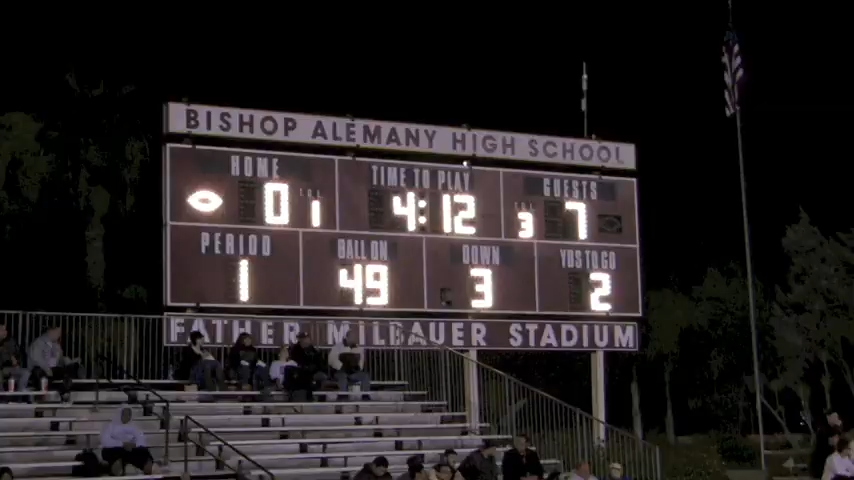 BISHOP ALEMANY HIGH SCHOOL
HOME TIME TO PLAY GUESTS
0 1 4:12 3 7
PERIOD BALL ON DOWN YDS TO GO
1 49 3 2
FATHER MILBAUER STADIUM